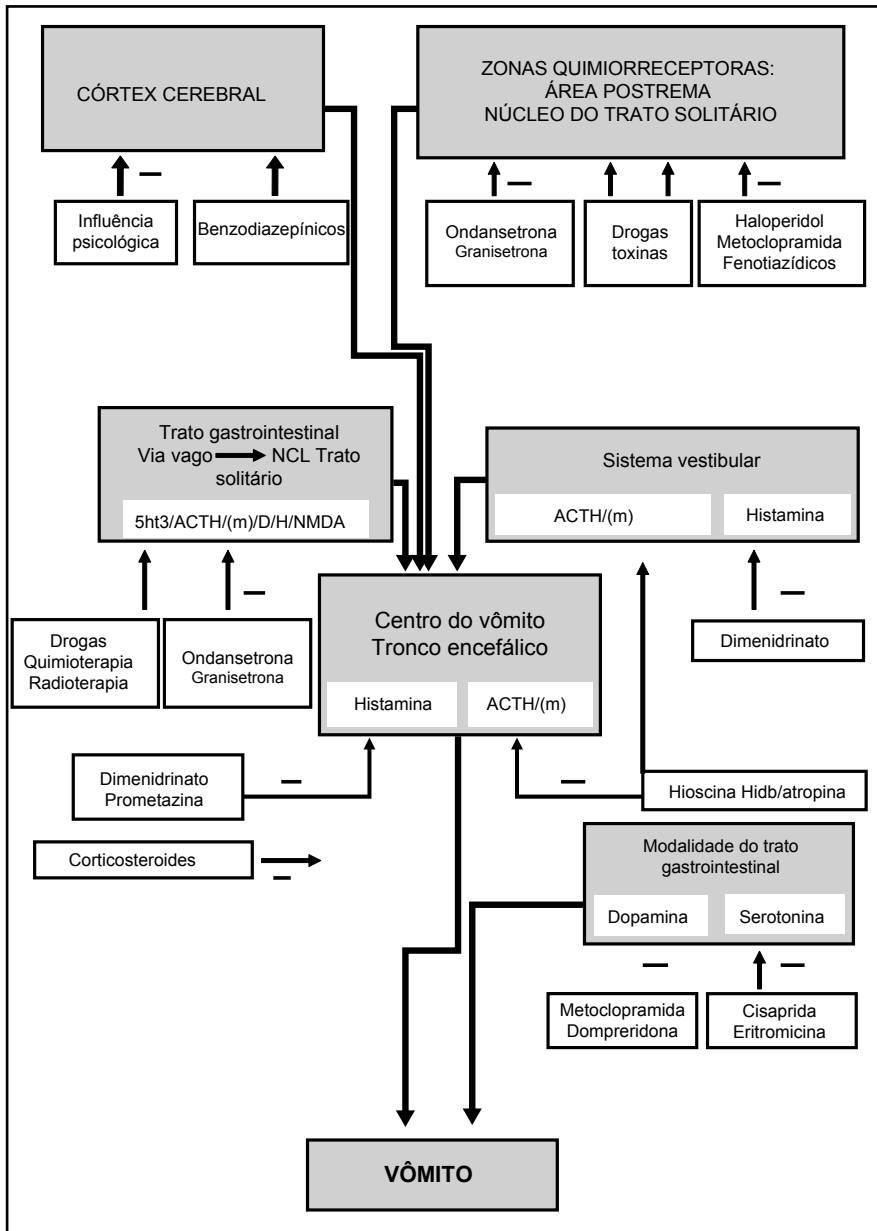 CÓRTEX CEREBRAL
ZONAS QUIMIORRECEPTORAS:
ÁREA POSTREMA
NÚCLEO DO TRATO SOLITÁRIO
Influência
psicológica
Benzodiazepínicos
Ondansetrona
Granisetrona
Drogas
toxinas
Haloperidol
Metoclopramida
Fenotiazídicos
Trato gastrointestinal
Via vago NCL Trato
solitário
5ht3/ACTH/(m)/D/H/NMDA
Sistema vestibular
ACTH/(m)
Histamina
Drogas
Quimioterapia
Radioterapia
Ondansetrona
Granisetrona
Centro do vômito
Tronco encefálico
Histamina
ACTH/(m)
Dimenidrinato
Dimenidrinato
Prometazina
Hioscina Hidb/atropina
Corticosteroides
Modalidade do trato
gastrointestinal
Dopamina
Serotonina
Metoclopramida
Dompreridona
Cisaprida
Eritromicina
VÔMITO